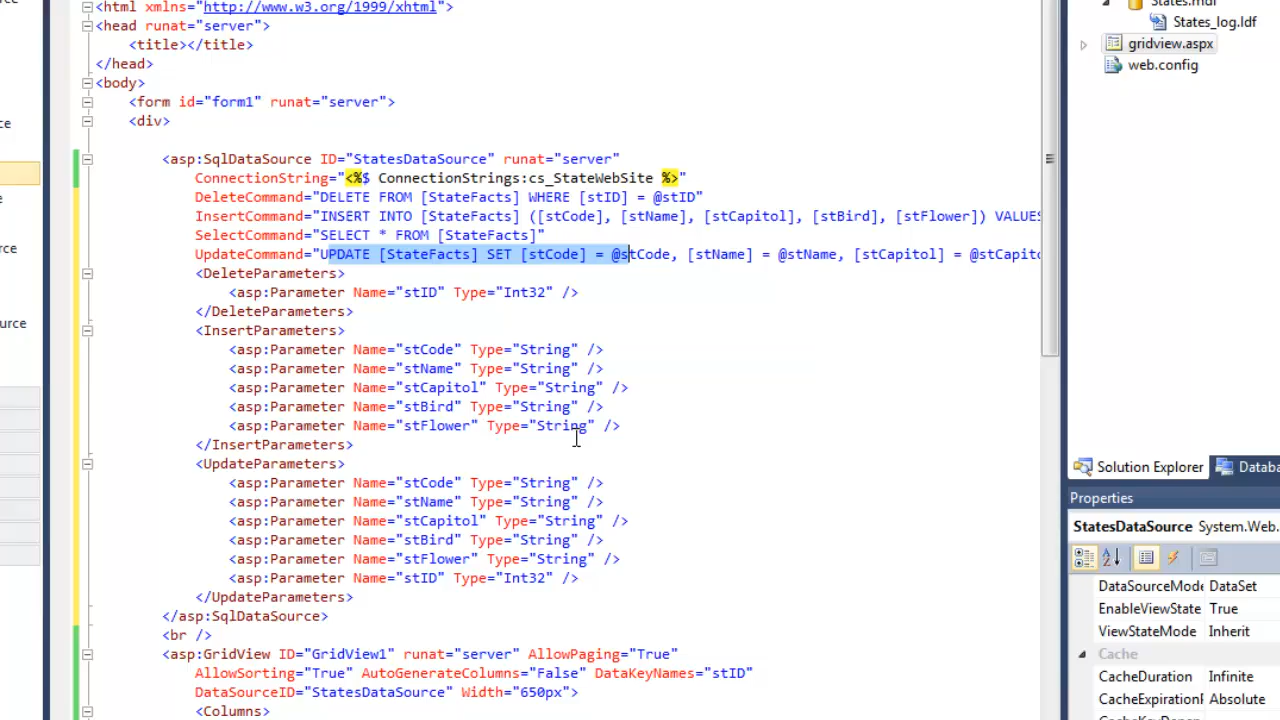 <html xmlns="http://www.w3.org/1999/xhtml">
<head runat="server">
<title></title>
</head>
<body>
<form id="form1" runat="server">
<div>
<asp:SqlDataSource ID="StatesDataSource" runat="server"
ConnectionString="<%$ ConnectionStrings:cs_StateWebSite %>"
DeleteCommand="DELETE FROM [StateFacts] WHERE [stID] = @stID"
InsertCommand="INSERT INTO [StateFacts] ([stCode], [stName], [stCapitol], [stBird], [stFlower]) VALUES
SelectCommand="SELECT * FROM [StateFacts]"
UpdateCommand="UPDATE [StateFacts] SET [stCode] = @stCode, [stName] = @stName, [stCapitol] = @stCapito
<DeleteParameters>
<asp:Parameter Name="stID" Type="Int32" />
</DeleteParameters>
<InsertParameters>
<asp:Parameter Name="stCode" Type="String" />
<asp:Parameter Name="stName" Type="String" />
<asp:Parameter Name="stCapitol" Type="String" />
<asp:Parameter Name="stBird" Type="String" />
<asp:Parameter Name="stFlower" Type="String" />
</InsertParameters>
<UpdateParameters>
<asp:Parameter Name="stCode" Type="String" />
<asp:Parameter Name="stName" Type="String" />
<asp:Parameter Name="stCapitol" Type="String" />
<asp:Parameter Name="stBird" Type="String" />
<asp:Parameter Name="stFlower" Type="String" />
<asp:Parameter Name="stID" Type="Int32" />
</UpdateParameters>
</asp:SqlDataSource>
<br />
<asp:GridView ID="GridView1" runat="server" AllowPaging="True"
AllowSorting="True" AutoGenerateColumns="False" DataKeyNames="stID"
DataSourceID="StatesDataSource" Width="650px">
<Columns>
States.mdf
States_log.ldf
gridview.aspx
web.config
Solution Explorer
Databa
Properties
StatesDataSource System.Web.
DataSourceMode DataSet
EnableViewState True
ViewStateMode Inherit
Cache
CacheDuration Infinite
CacheExpirationP Absolute